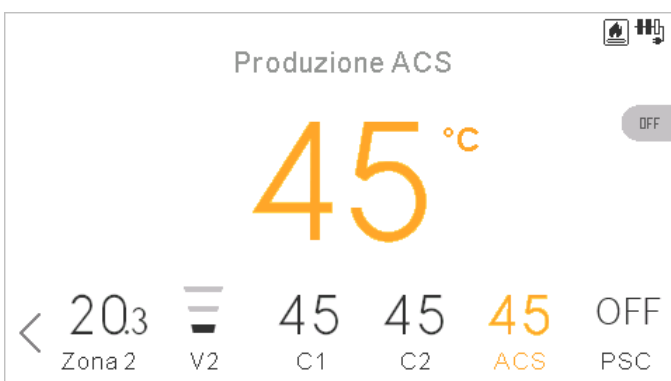 Produzione ACS
45 °C
OFF
20.3 45 45 45 OFF
Zona 2 V2 C1 C2 ACS PSC